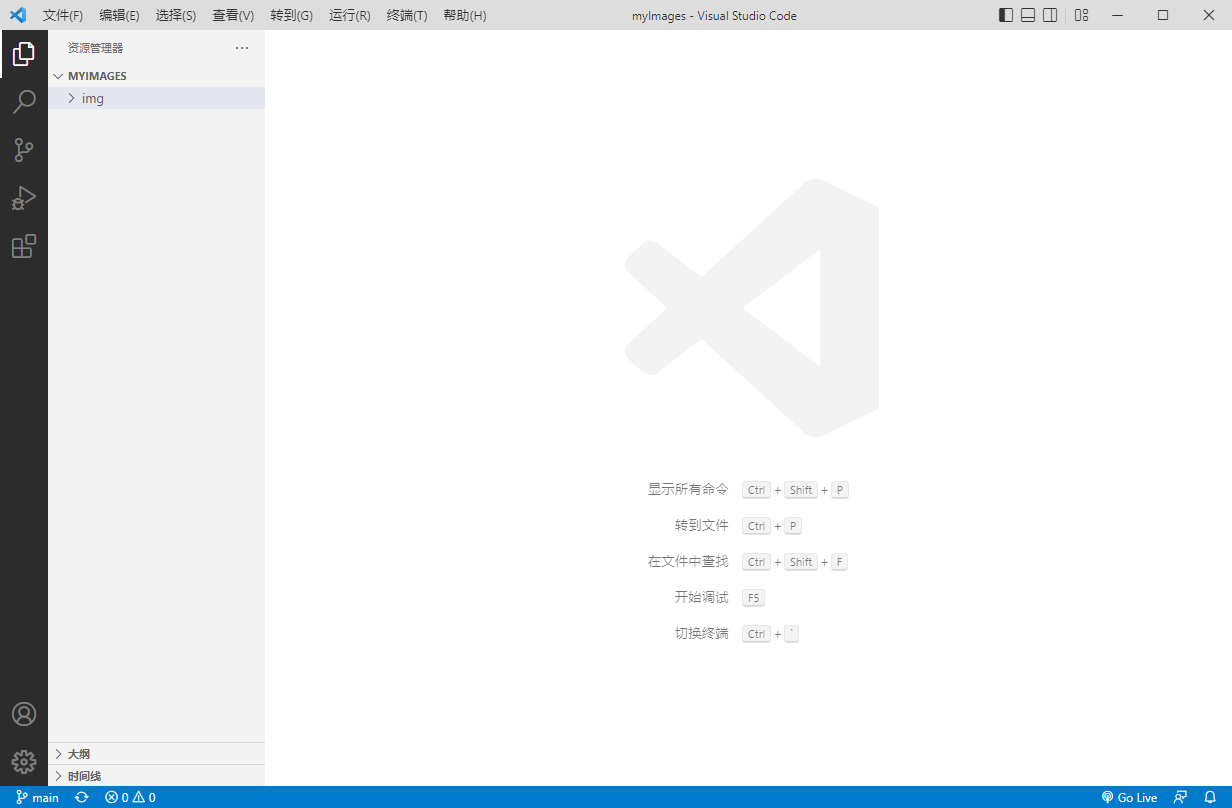 文件(F) 编辑(E) 选择(S) 查看(V) 转到(G) 运行(R) 终端(T) 帮助(H) myImages - Visual Studio Code
资源管理器
MYIMAGES
img
显示所有命令 Ctrl + Shift + P
转到文件 Ctrl + P
在文件中查找 Ctrl + Shift + F
开始调试 F5
切换终端 Ctrl + `
大纲
时间线
main 0 0 Go Live